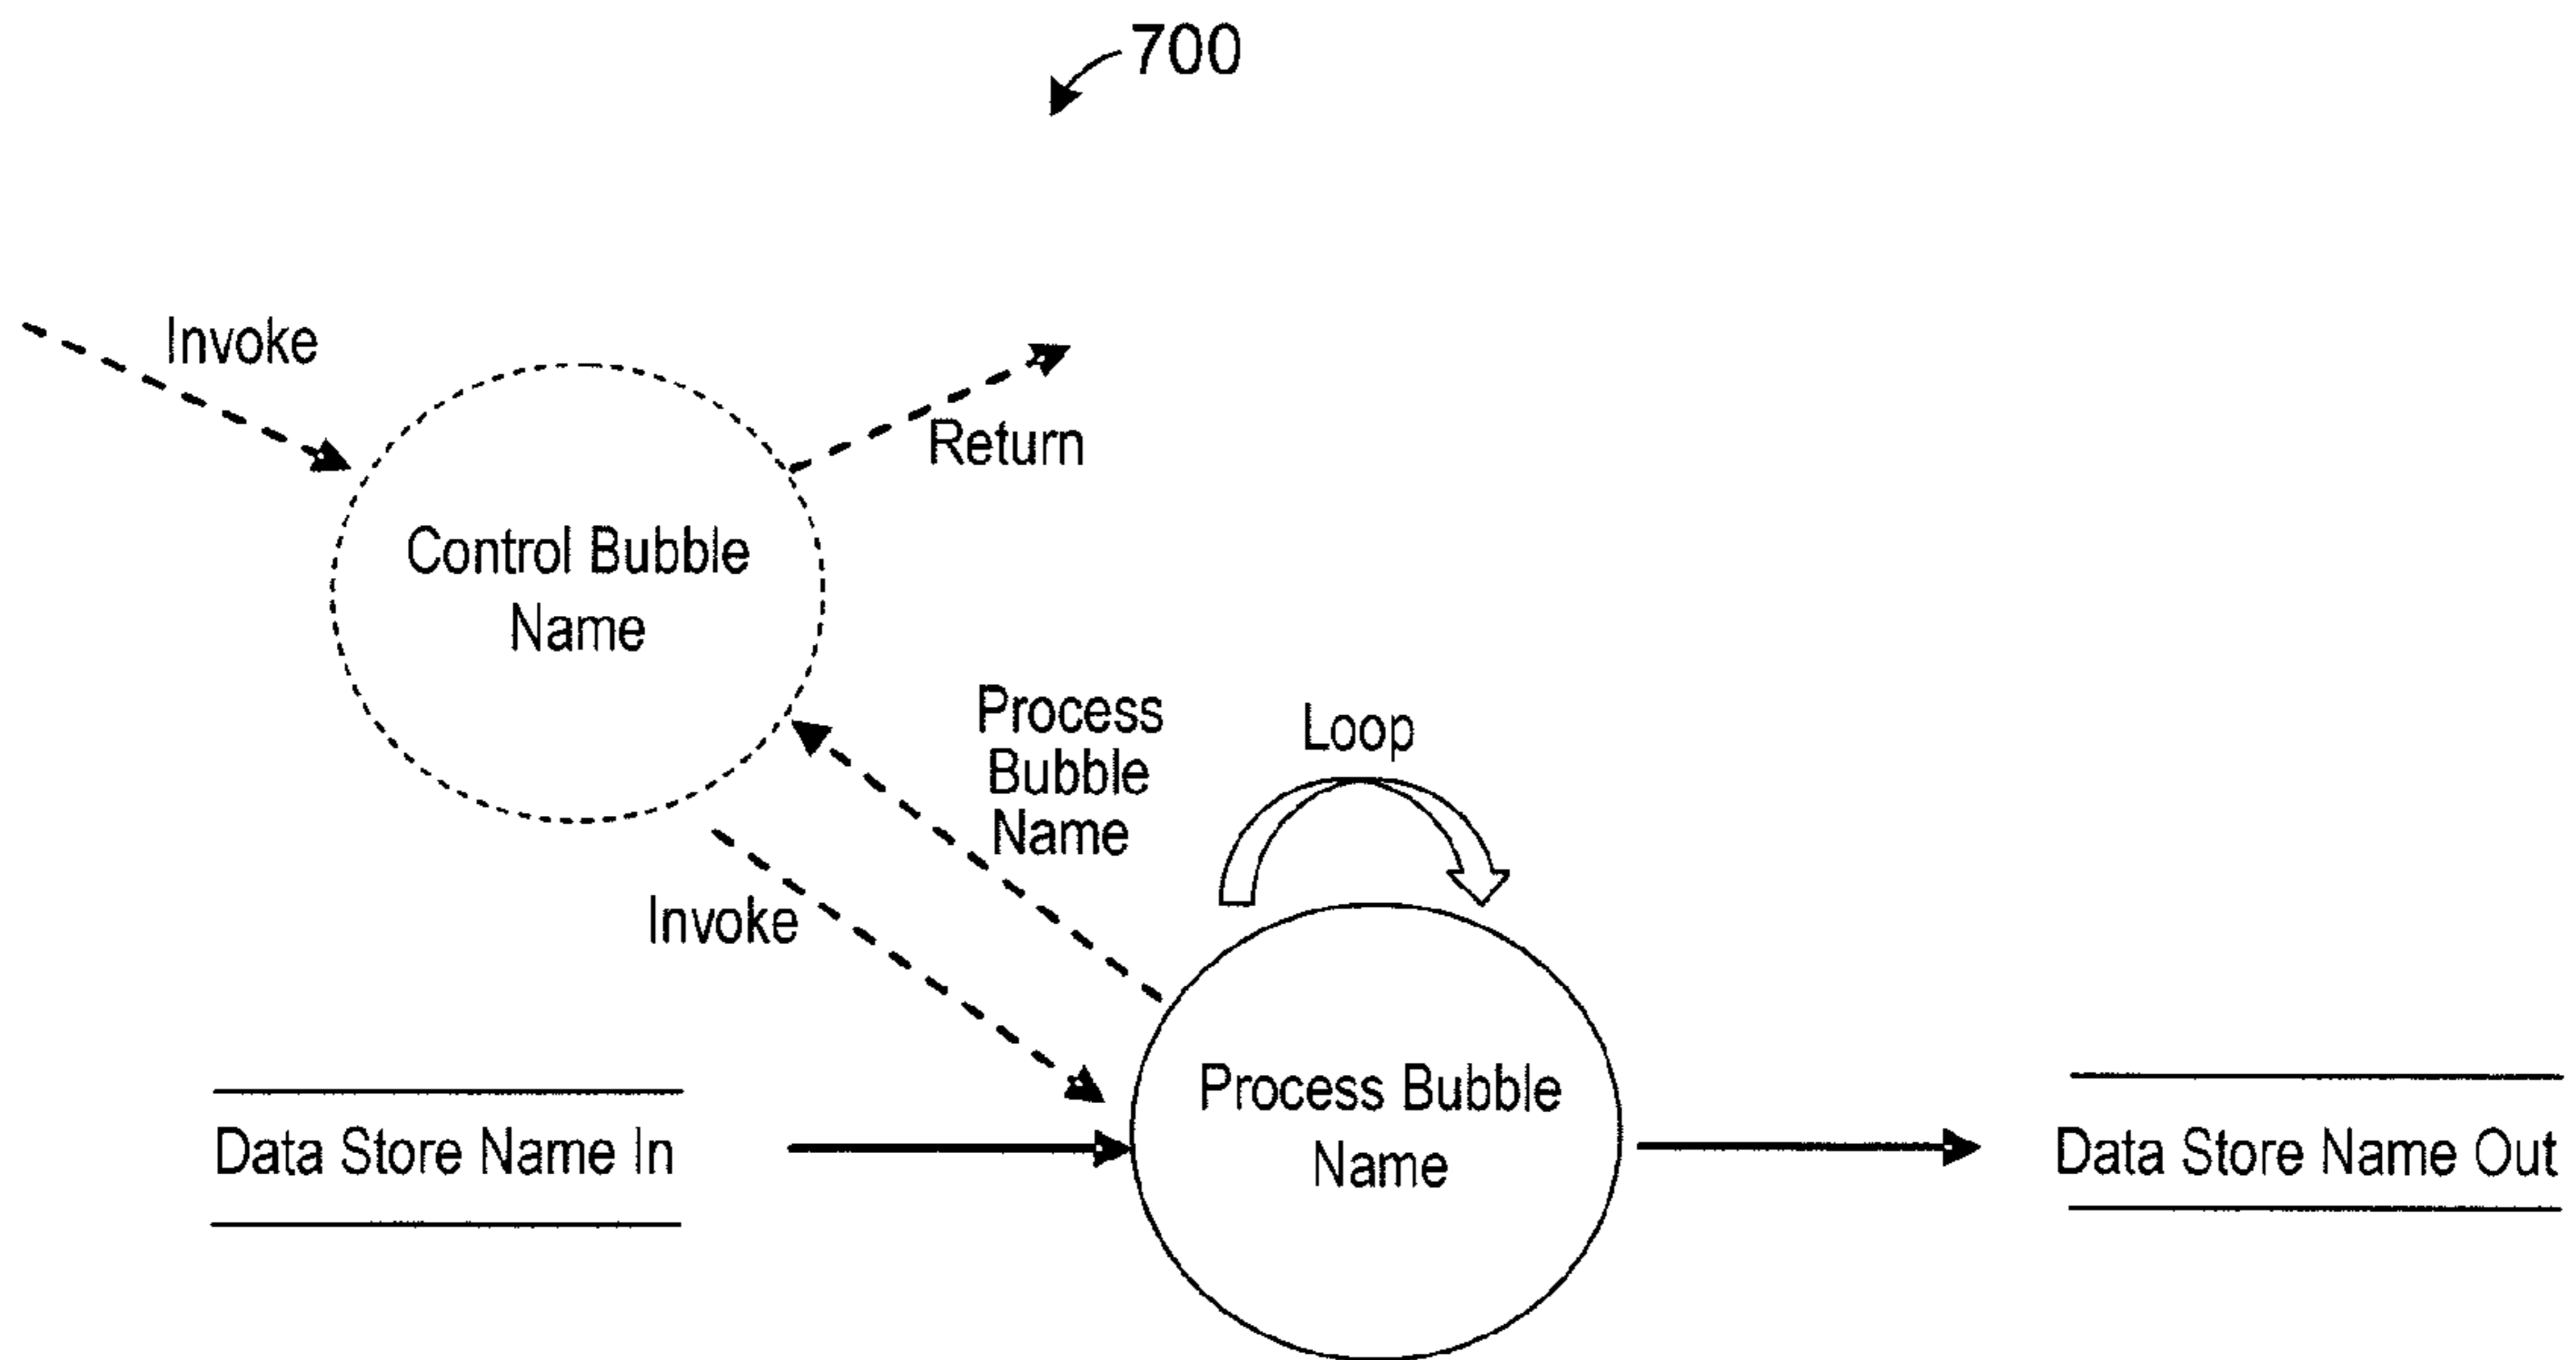 700
Invoke
Return
Control Bubble
Name
Process
Bubble
Name
Loop
Invoke
Process Bubble
Name
Data Store Name In
Data Store Name Out